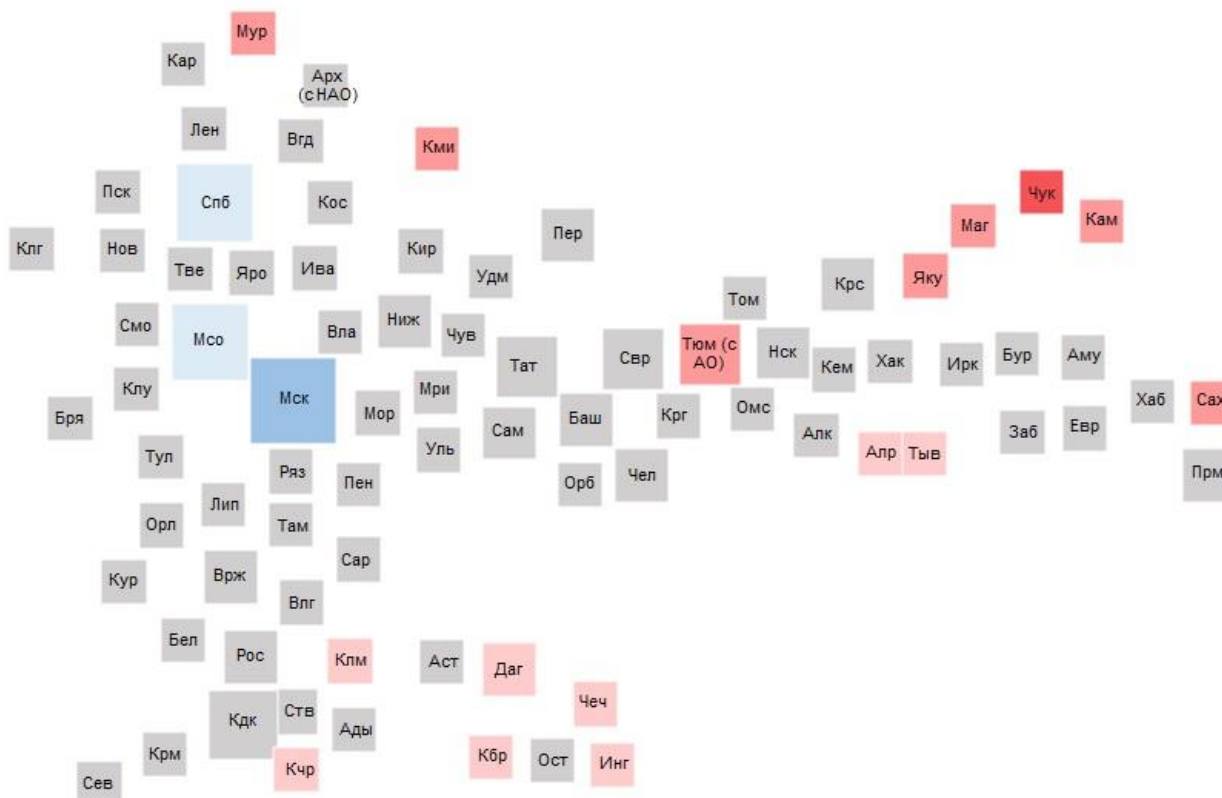 Мур
Кар
Арх
(с НАО)
Лен
Вгд
Кми
Пск
Спб
Кос
Чук
Маг
Кам
Клг
Нов
Тве
Яро
Ива
Кир
Удм
Пер
Том
Крс
Яку
Смо
Мсо
Вла
Ниж
Чув
Тат
Свр
Тюм (с
АО)
Нск
Кем
Хак
Ирк
Бур
Аму
Клу
Мск
Мри
Бря
Мор
Уль
Сам
Баш
Крг
Омс
Алк
Алр
Тыв
Заб
Евр
Хаб
Сах
Тул
Ряз
Пен
Орб
Чел
Прм
Лип
Орл
Там
Кур
Врж
Сар
Влг
Бел
Рос
Клм
Аст
Даг
Чеч
Кдк
Ств
Ады
Крм
Кчр
Кбр
Ост
Инг
Сев